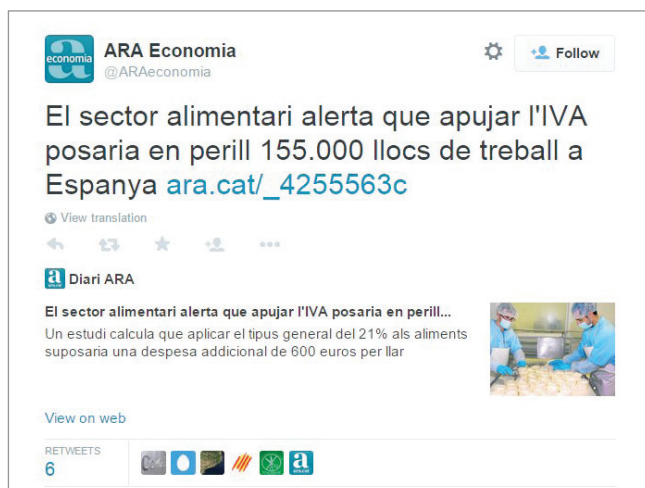 economia
ARA Economia
@ARAeconomia
Follow
El sector alimentari alerta que apujar l'IVA
posaria en perill 155.000 llocs de treball a
Espanya ara.cat/_4255563c
View translation
Diari ARA
El sector alimentari alerta que apujar l'IVA posaria en perill...
Un estudi calcula que aplicar el tipus general del 21% als aliments
suposaria una despesa addicional de 600 euros per llar
View on web
RETWEETS
6